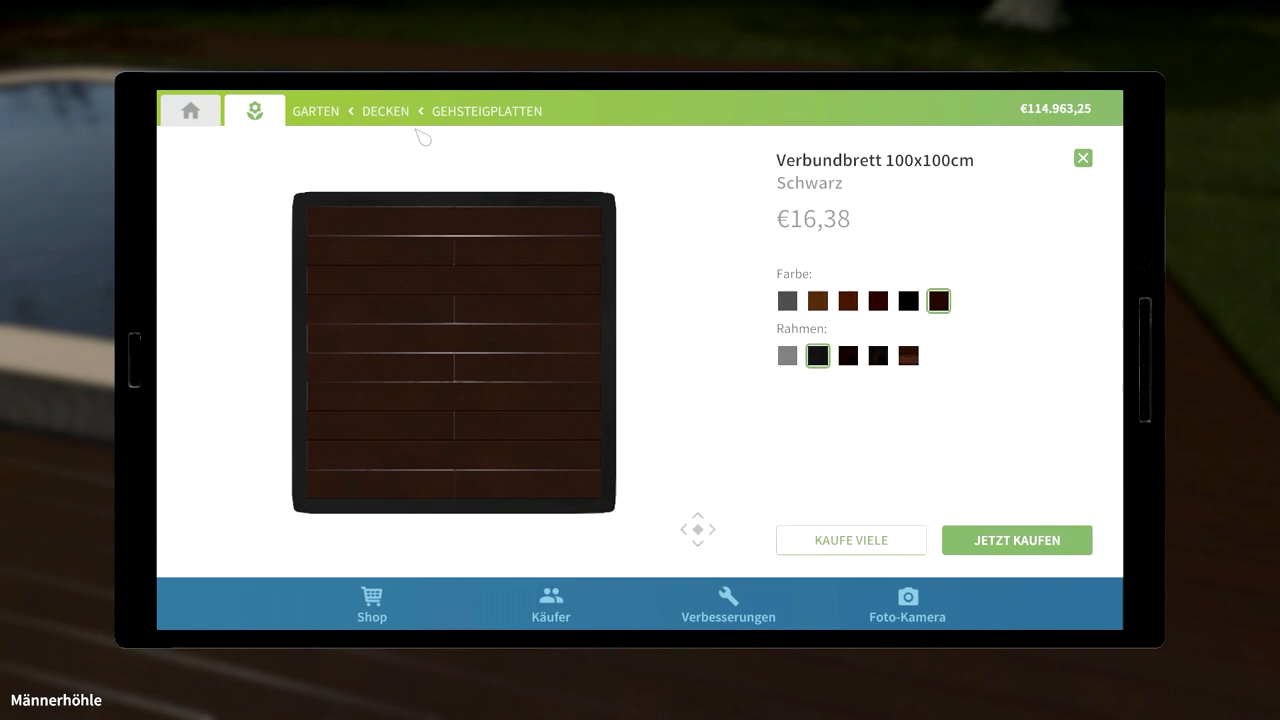 GARTEN < DECKEN < GEHSTEIGPLATTEN
€114.963,25
Verbundbrett 100x100cm
Schwarz
€16,38
Farbe:
Rahmen:
KAUFE VIELE
JETZT KAUFEN
Shop
Käufer
Verbesserungen
Foto-Kamera
Männerhöhle